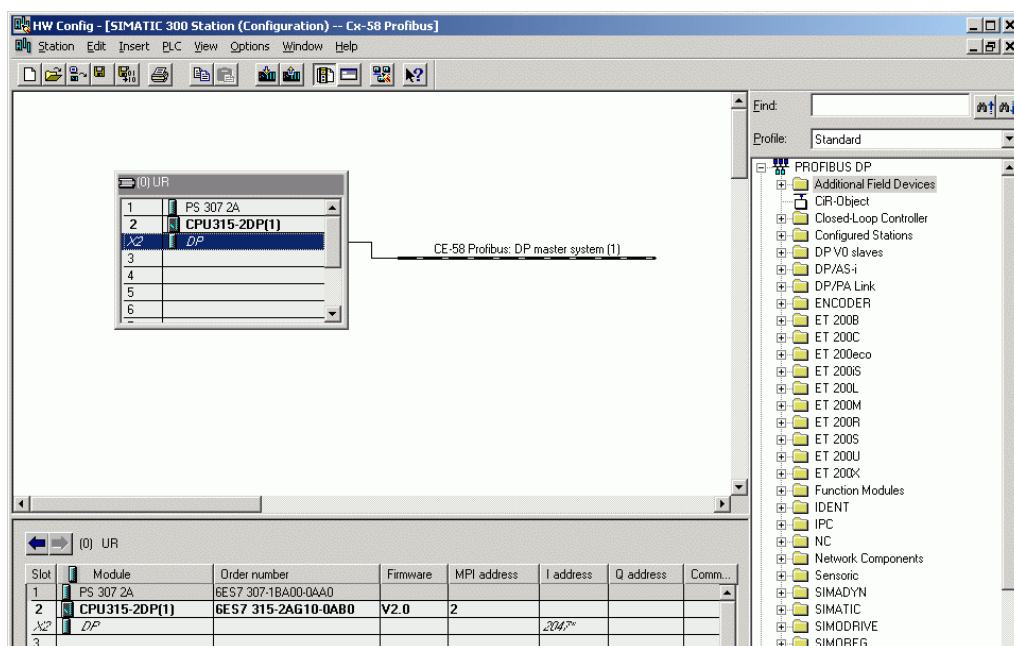 HW Config - [SIMATIC 300 Station (Configuration) -- Cx-58 Profibus]
Station Edit Insert PLC View Options Window Help
Find:
Profile: Standard
(0) UR
1 PS 307 2A
2 CPU315-2DP(1)
X2 DP
3
4
5
6
CE-58 Profibus: DP master system (1)
PROFIBUS DP
Additional Field Devices
CiR-Object
Closed-Loop Controller
Configured Stations
DP V0 slaves
DP/AS-i
DP/PA Link
ENCODER
ET 200B
ET 200C
ET 200eco
ET 200iS
ET 200L
ET 200M
ET 200R
ET 200S
ET 200U
ET 200X
Function Modules
IDENT
IPC
NC
Network Components
Sensoric
SIMADYN
SIMATIC
SIMODRIVE
SIMOREG
(0) UR
Slot Module Order number Firmware MPI address I address Q address Comm...
1 PS 307 2A 6ES7 307-1BA00-0AA0
2 CPU315-2DP(1) 6ES7 315-2AG10-0AB0 V2.0 2
X2 DP 2047*
3